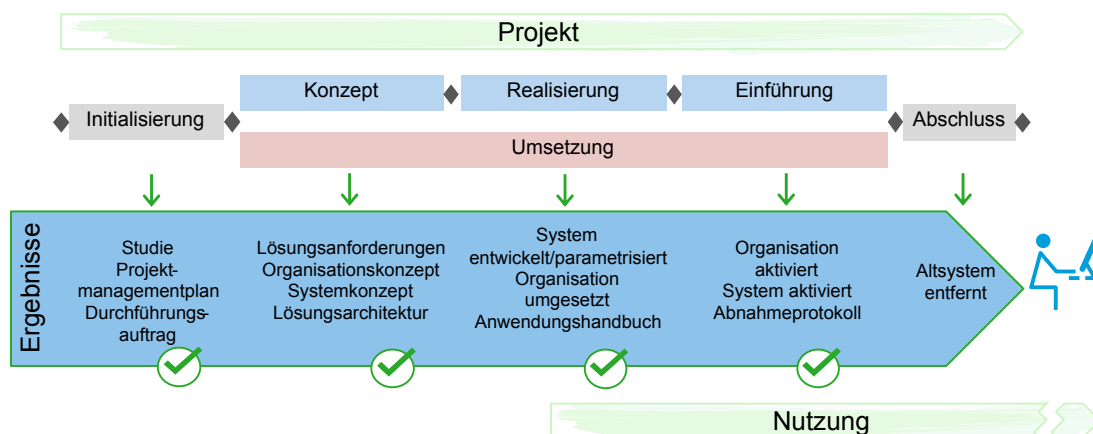 Projekt
Konzept
Realisierung
Einführung
Initialisierung
Abschluss
Umsetzung
Ergebnisse
Studie
Projekt-
managementplan
Durchführungs-
auftrag
Lösungsanforderungen
Organisationskonzept
Systemkonzept
Lösungsarchitektur
System
entwickelt/parametrisiert
Organisation
umgesetzt
Anwendungshandbuch
Organisation
aktiviert
System aktiviert
Abnahmeprotokoll
Altsystem
entfernt
Nutzung